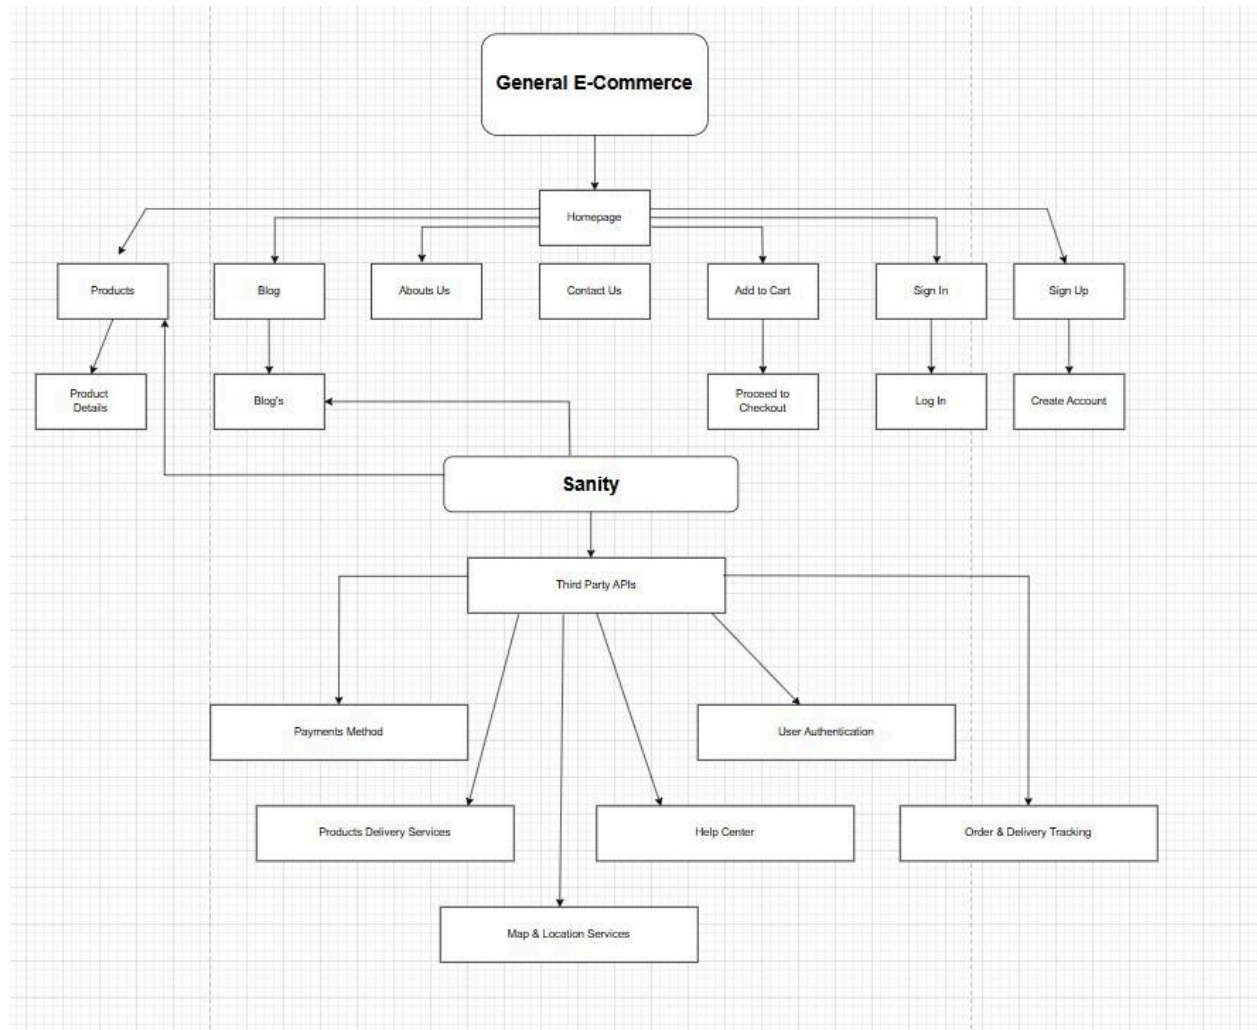 General E-Commerce
Homepage
Products
Blog
Abouts Us
Contact Us
Add to Cart
Sign In
Sign Up
Product
Details
Blog's
Proceed to
Checkout
Log In
Create Account
Sanity
Third Party APIs
Payments Method
User Authentication
Products Delivery Services
Help Center
Order & Delivery Tracking
Map & Location Services